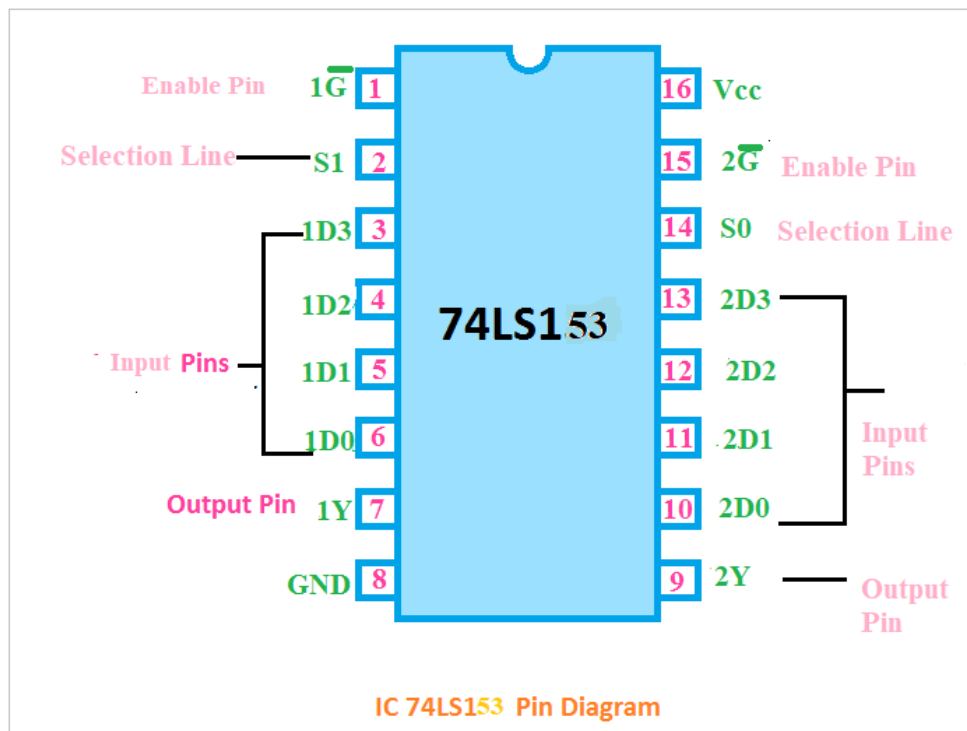 Enable Pin 1G̅ 1 16 Vcc
Selection Line S1 2 15 2G̅ Enable Pin
1D3 3 14 S0 Selection Line
1D2 4 13 2D3
74LS153
Input Pins 1D1 5 12 2D2
1D0 6 11 2D1 Input
Pins
Output Pin 1Y 7 10 2D0
GND 8 9 2Y Output
Pin
IC 74LS153 Pin Diagram